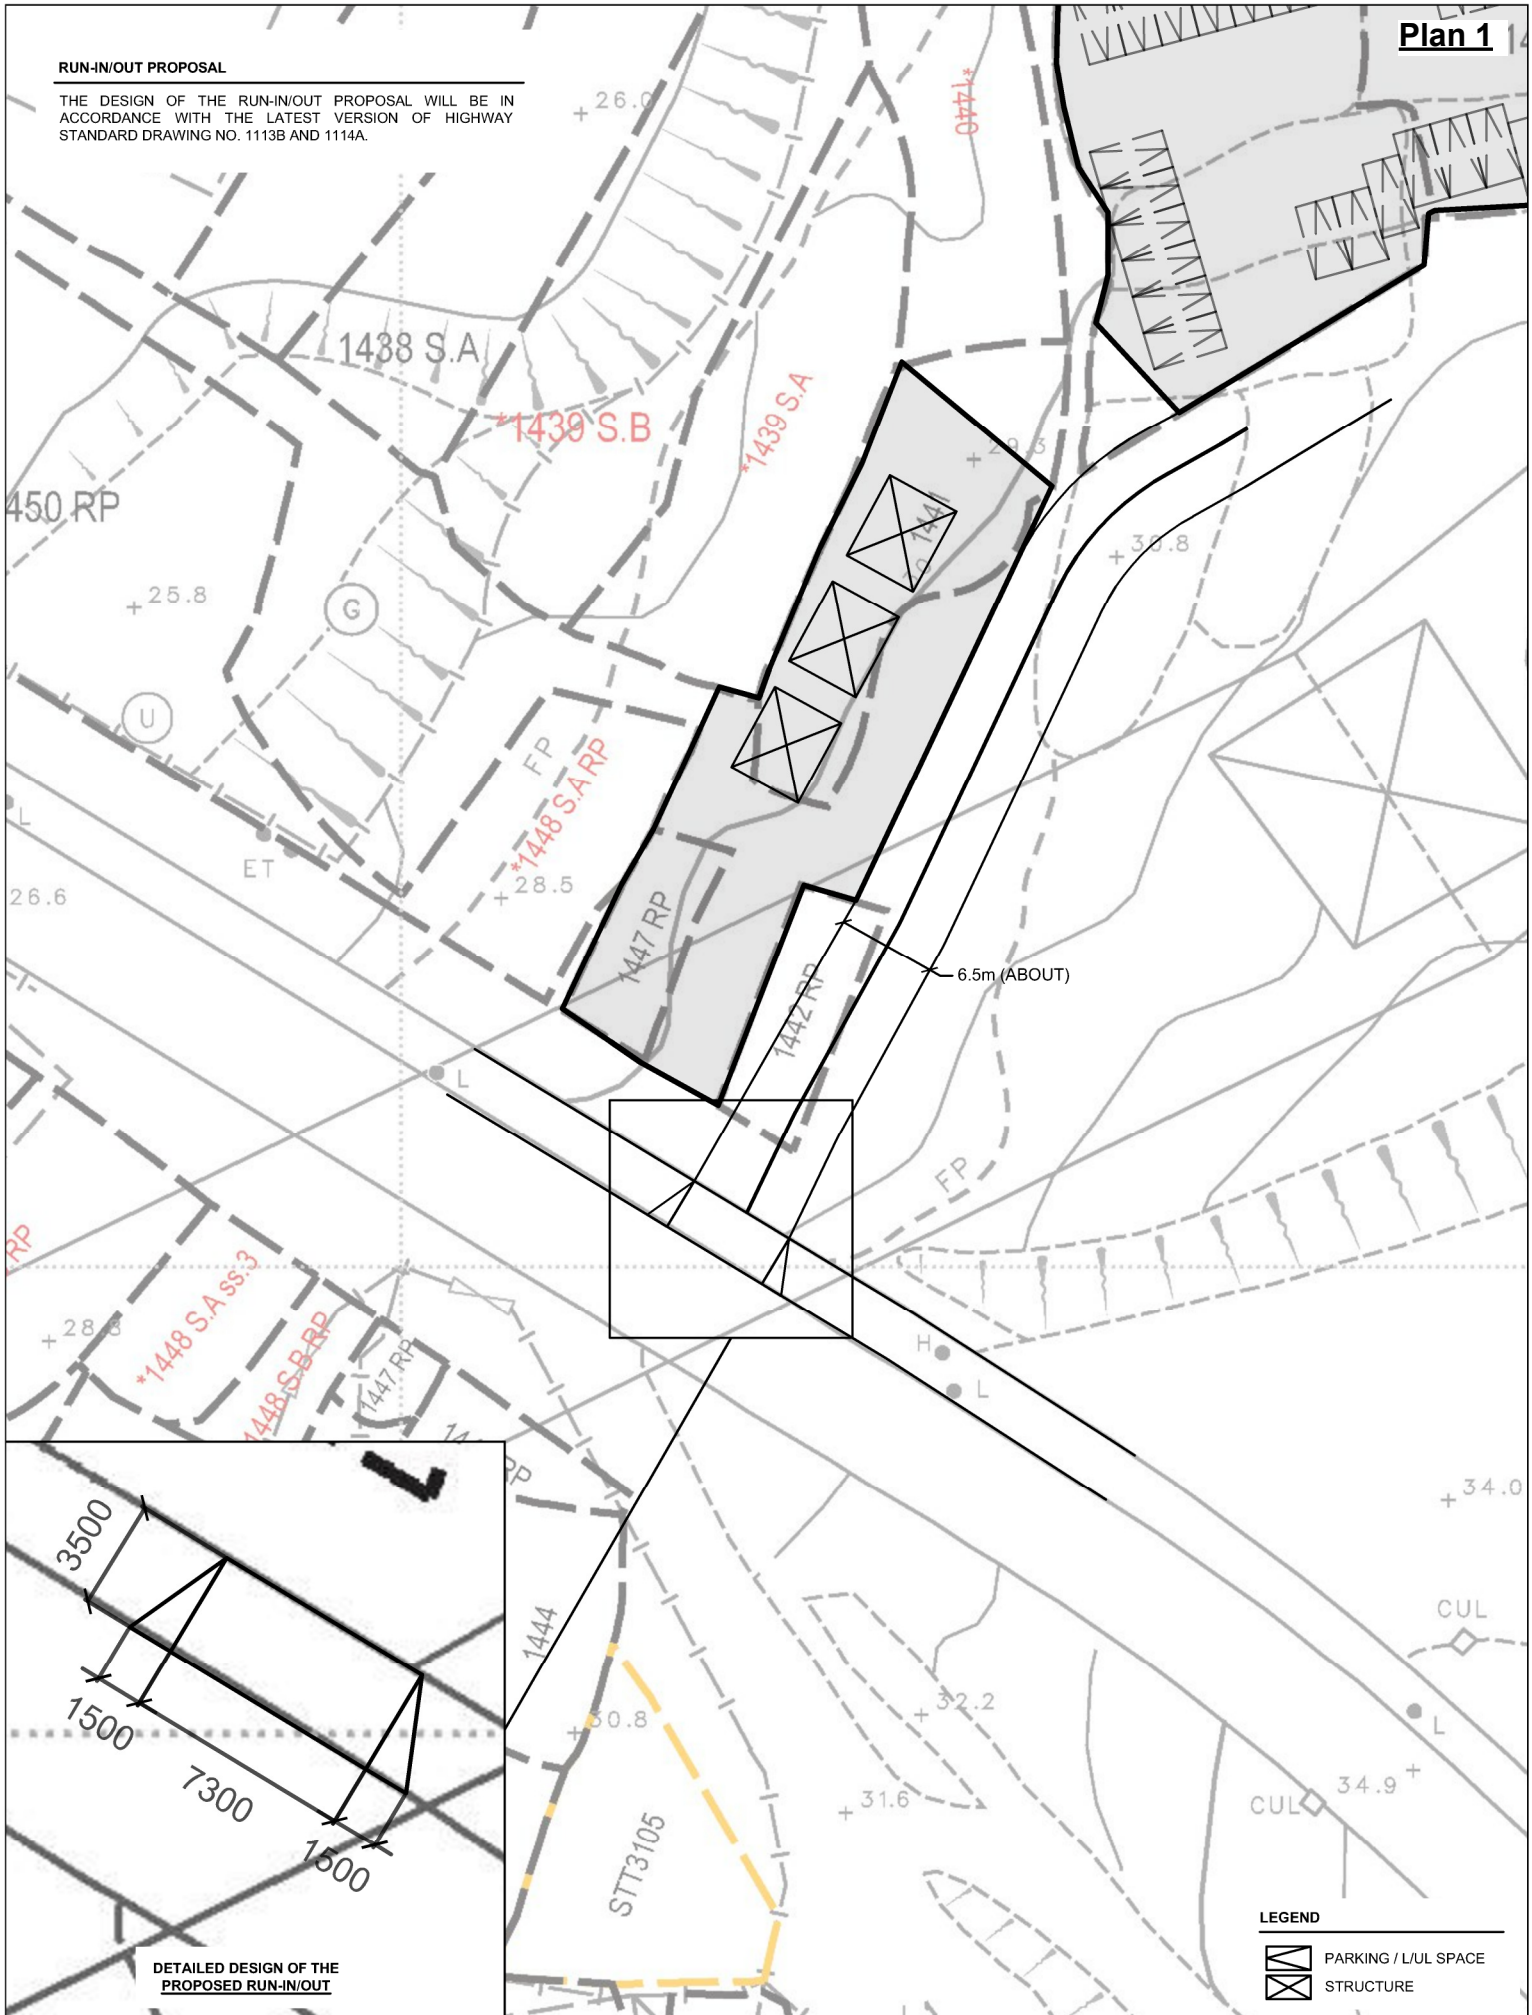 Plan 1
RUN-IN/OUT PROPOSAL
THE DESIGN OF THE RUN-IN/OUT PROPOSAL WILL BE IN
ACCORDANCE WITH THE LATEST VERSION OF HIGHWAY
STANDARD DRAWING NO. 1113B AND 1114A.
26.0
*1440
1438 S.A
*1439 S.B
*1439 S.A
29.3
1441
450 RP
30.8
25.8
G
U
FP
*1448 S.A RP
L
ET
28.5
26.6
1447 RP
1442 RP
6.5m (ABOUT)
L
FP
RP
*1448 S.A ss.3
28.8
1448 S.B RP
1447 RP
H
L
RP
34.0
3500
1500
7300
1500
1444
30.8
32.2
CUL
L
34.9
CUL
31.6
STT3105
DETAILED DESIGN OF THE
PROPOSED RUN-IN/OUT
LEGEND
PARKING / L/UL SPACE
STRUCTURE